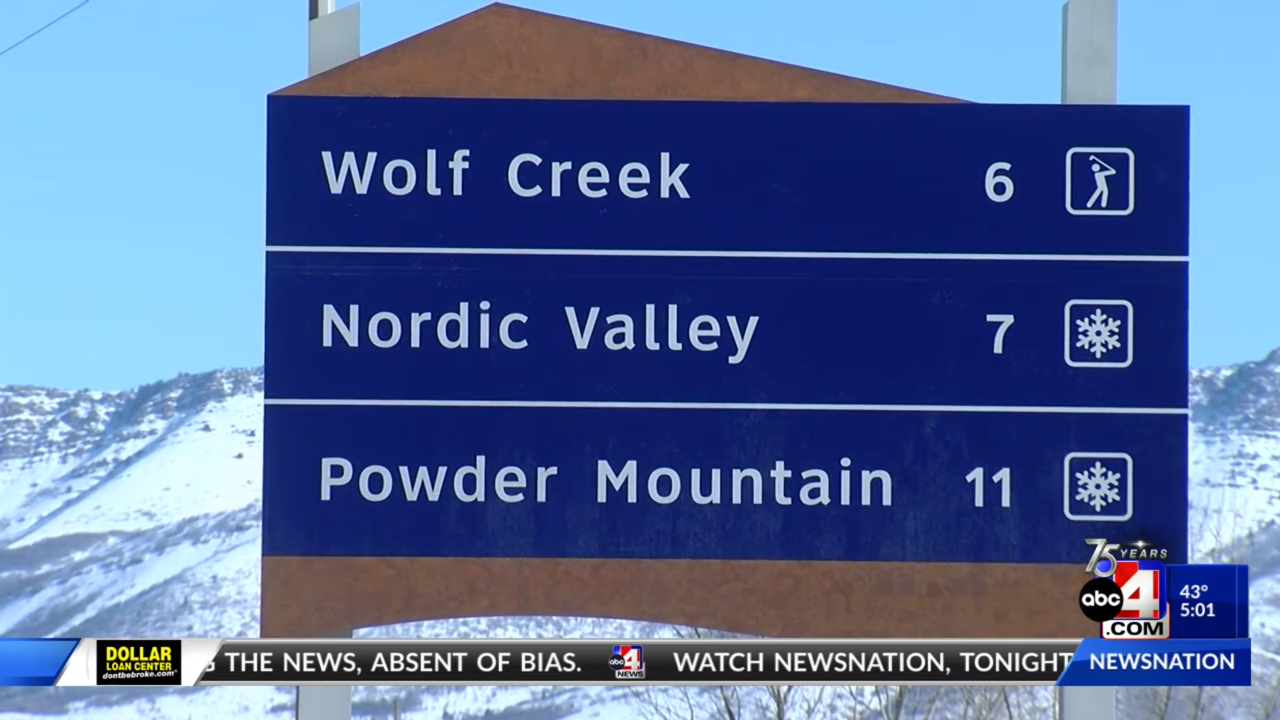 Wolf Creek 6
Nordic Valley 7
Powder Mountain 11
75 YEARS
abc 4
.COM
43°
5:01
DOLLAR
LOAN CENTER
dontbebroke.com
THE NEWS, ABSENT OF BIAS.
abc 4
NEWS
WATCH NEWSNATION, TONIGHT
NEWSNATION